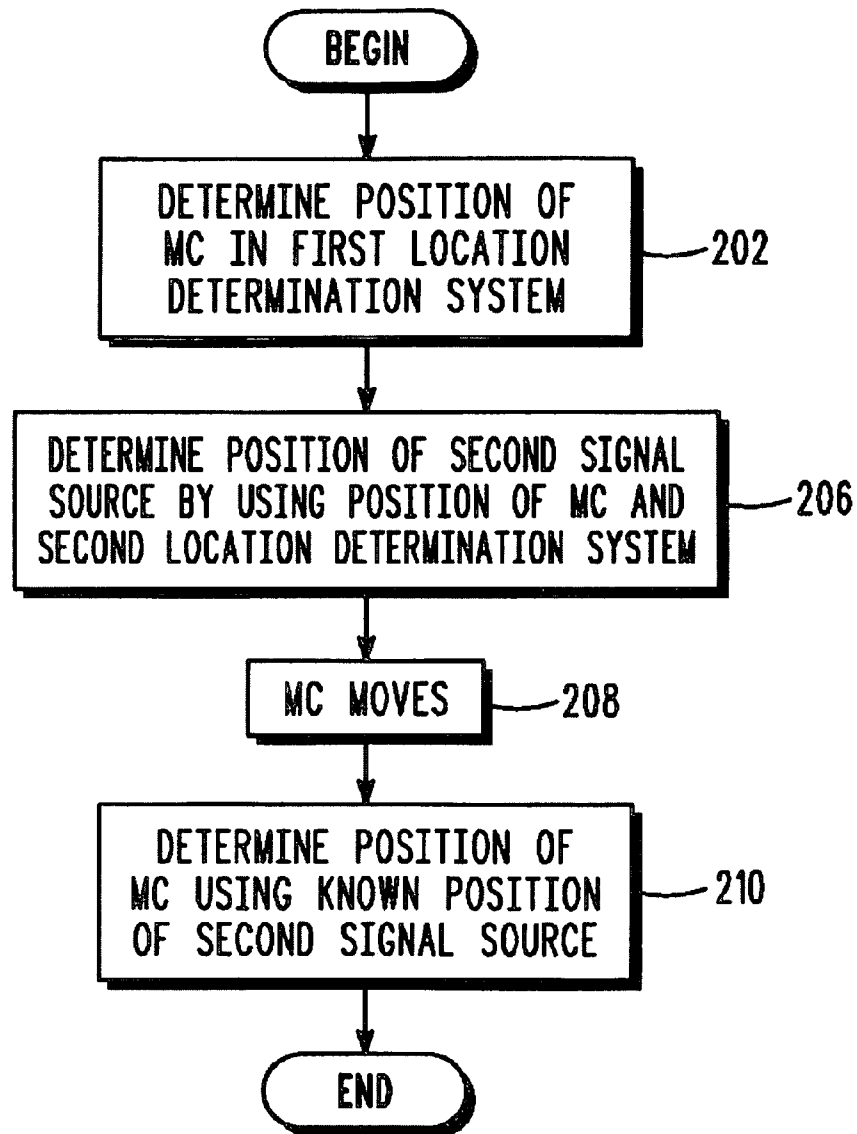 BEGIN
DETERMINE POSITION OF
MC IN FIRST LOCATION
DETERMINATION SYSTEM
202
DETERMINE POSITION OF SECOND SIGNAL
SOURCE BY USING POSITION OF MC AND
SECOND LOCATION DETERMINATION SYSTEM
206
MC MOVES
208
DETERMINE POSITION OF
MC USING KNOWN POSITION
OF SECOND SIGNAL SOURCE
210
END